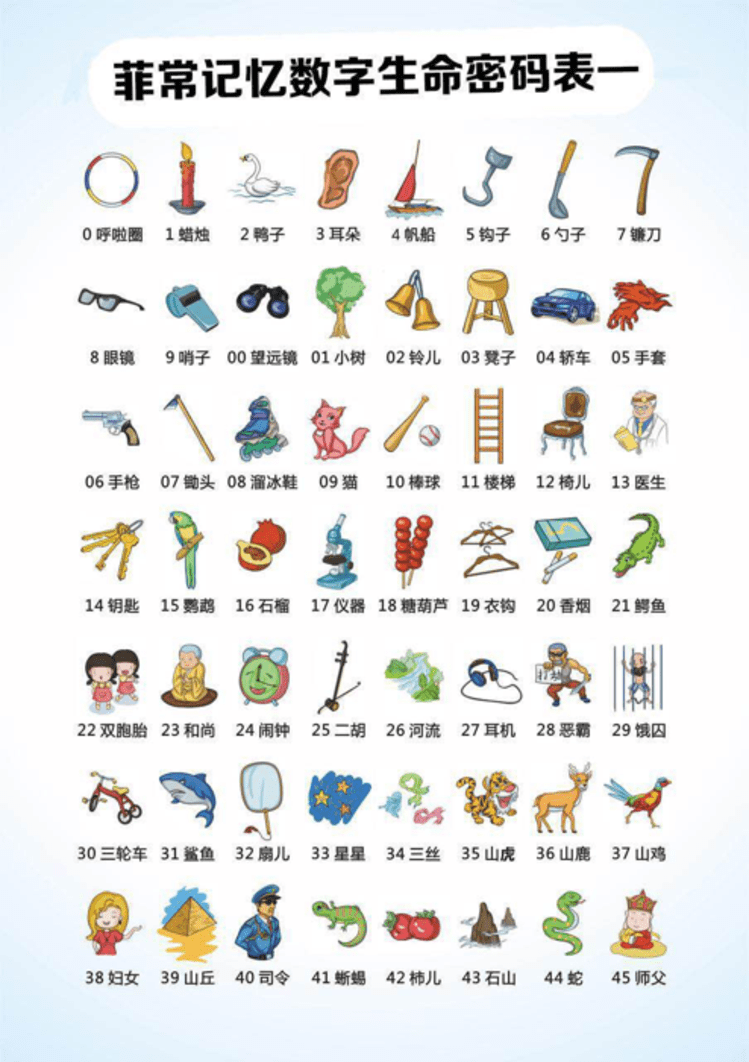 菲常记忆数字生命密码表一
0 呼啦圈 1 蜡烛 2 鸭子 3 耳朵 4 帆船 5 钩子 6 勺子 7 镰刀
8 眼镜 9 哨子 00 望远镜 01 小树 02 铃儿 03 凳子 04 轿车 05 手套
06 手枪 07 锄头 08 溜冰鞋 09 猫 10 棒球 11 楼梯 12 椅儿 13 医生
14 钥匙 15 鹦鹉 16 石榴 17 仪器 18 糖葫芦 19 衣钩 20 香烟 21 鳄鱼
打劫
22 双胞胎 23 和尚 24 闹钟 25 二胡 26 河流 27 耳机 28 恶霸 29 饿囚
30 三轮车 31 鲨鱼 32 扇儿 33 星星 34 三丝 35 山虎 36 山鹿 37 山鸡
38 妇女 39 山丘 40 司令 41 蜥蜴 42 柿儿 43 石山 44 蛇 45 师父